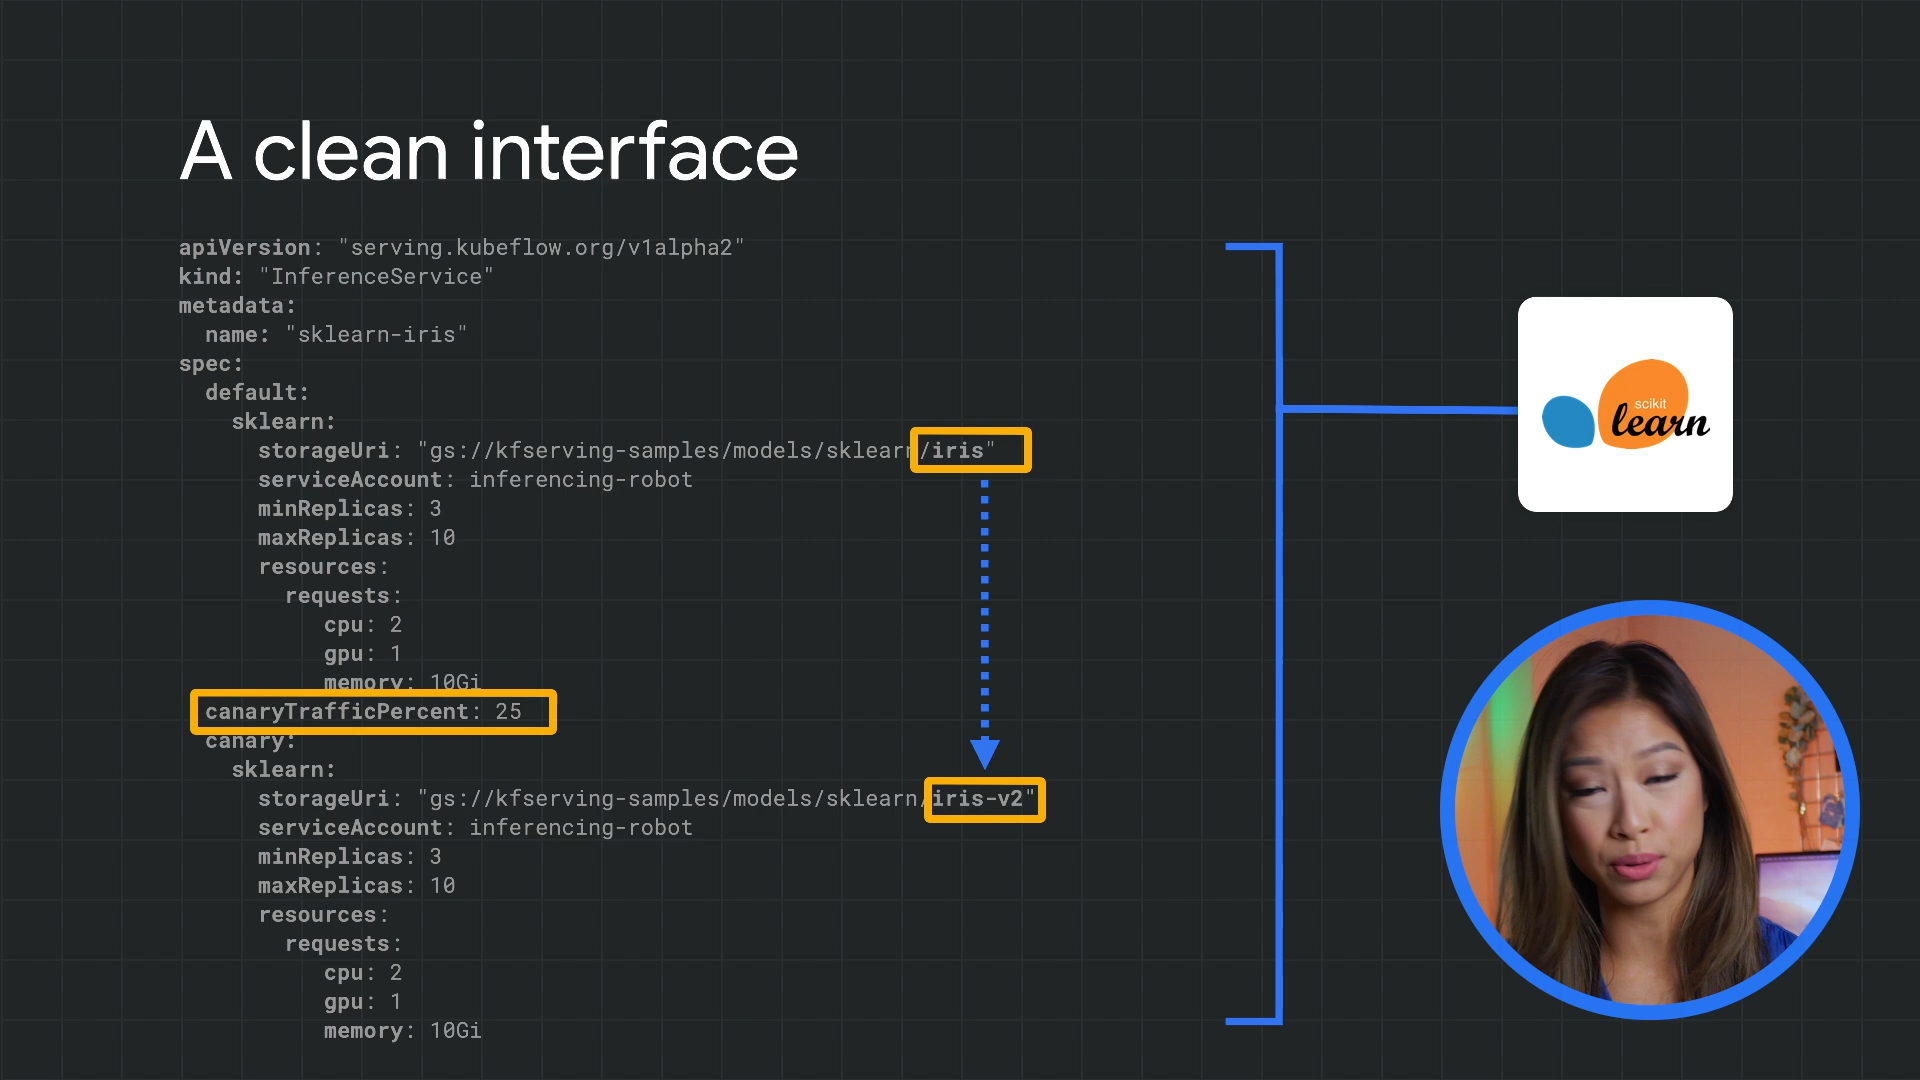 A clean interface
apiVersion: "serving.kubeflow.org/v1alpha2"
kind: "InferenceService"
metadata:
name: "sklearn-iris"
spec:
default:
sklearn:
storageUri: "gs://kfserving-samples/models/sklearn/iris"
serviceAccount: inferencing-robot
minReplicas: 3
maxReplicas: 10
resources:
requests:
cpu: 2
gpu: 1
memory: 10Gi
canaryTrafficPercent: 25
canary:
sklearn:
storageUri: "gs://kfserving-samples/models/sklearn/iris-v2"
serviceAccount: inferencing-robot
minReplicas: 3
maxReplicas: 10
resources:
requests:
cpu: 2
gpu: 1
memory: 10Gi
scikit
learn